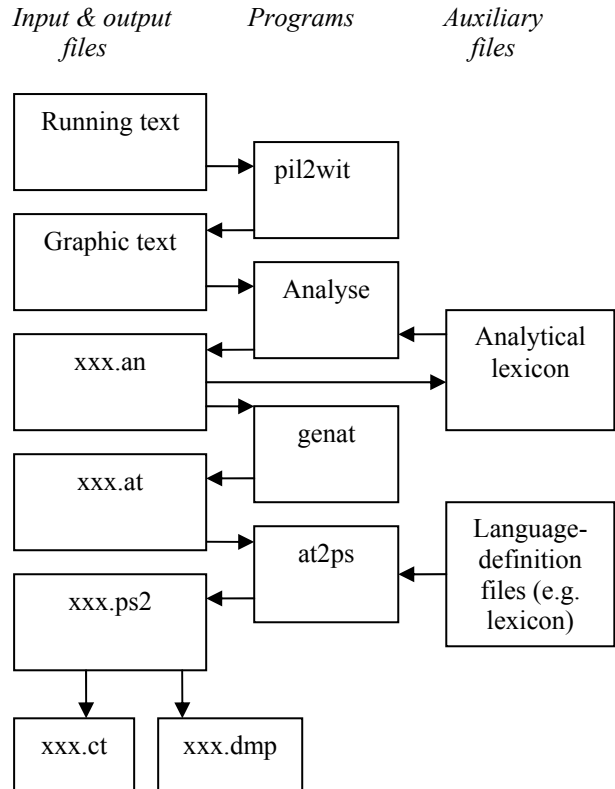 Input & output
files
Programs
Auxiliary
files
Running text
pil2wit
Graphic text
Analyse
Analytical
lexicon
xxx.an
genat
xxx.at
at2ps
Language-
definition
files (e.g.
lexicon)
xxx.ps2
xxx.ct
xxx.dmp